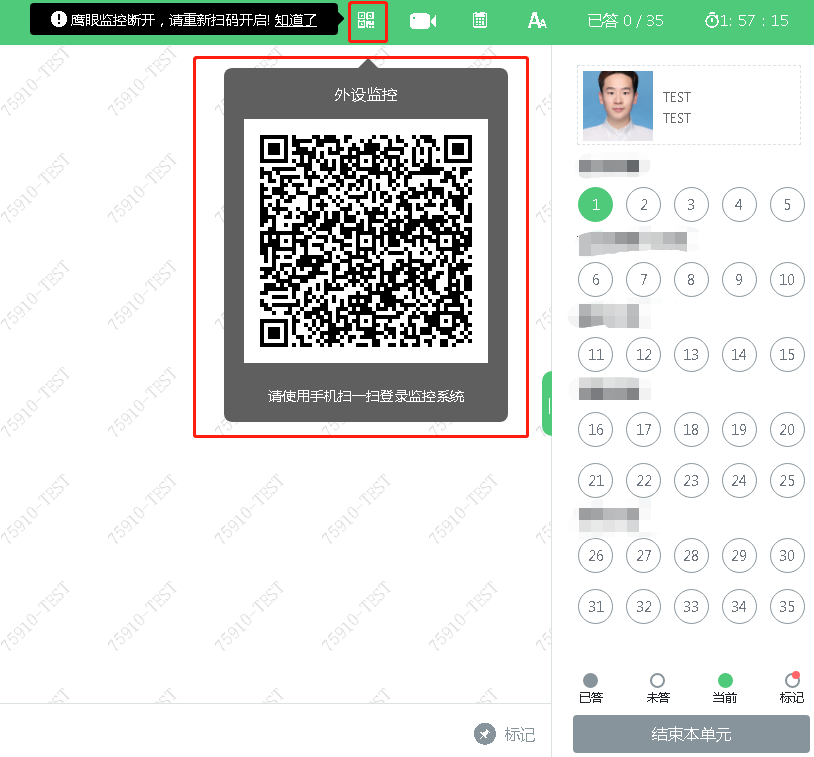 鹰眼监控断开，请重新扫码开启! 知道了
已答 0 / 35
1: 57 : 15
外设监控
请使用手机扫一扫登录监控系统
TEST
TEST
1 2 3 4 5
6 7 8 9 10
11 12 13 14 15
16 17 18 19 20
21 22 23 24 25
26 27 28 29 30
31 32 33 34 35
已答 未答 当前 标记
标记
结束本单元
75910-TEST